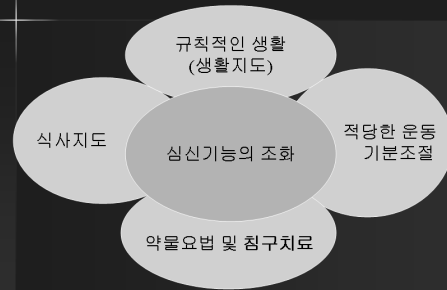 규칙적인 생활
(생활지도)
식사지도
심신기능의 조화
적당한 운동
기분조절
약물요법 및 침구치료